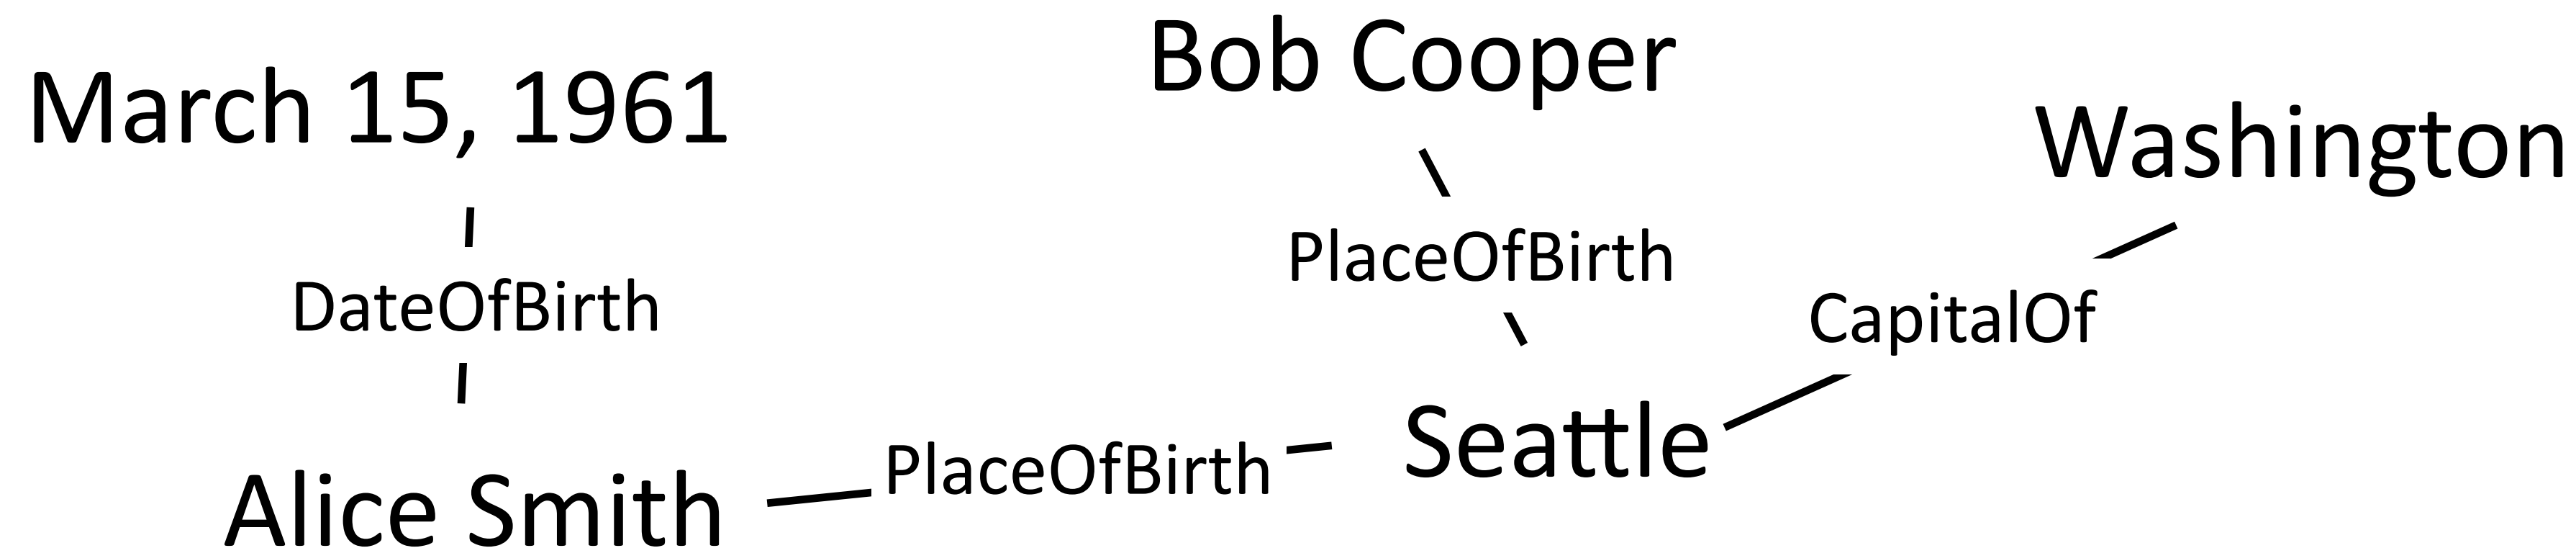 March 15, 1961
DateOfBirth
Alice Smith
PlaceOfBirth
Bob Cooper
PlaceOfBirth
Seattle
CapitalOf
Washington